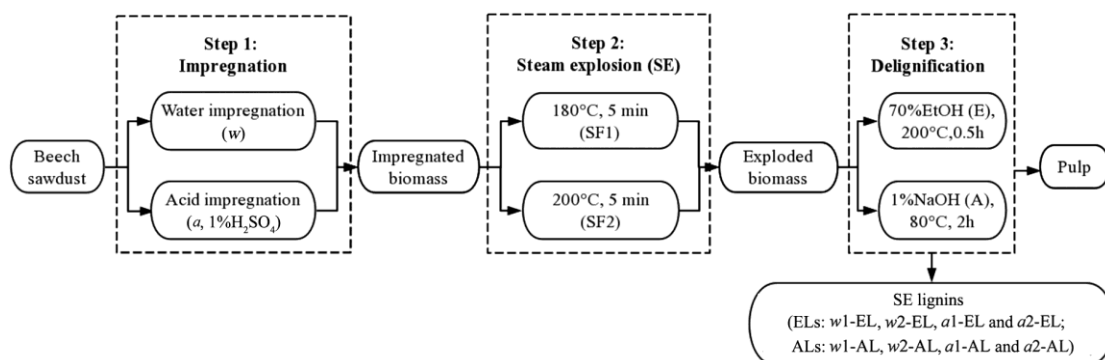 Step 1:
Impregnation
Step 2:
Steam explosion (SE)
Step 3:
Delignification
Beech
sawdust
Water impregnation
(w)
Acid impregnation
(a, 1%H₂SO₄)
Impregnated
biomass
180°C, 5 min
(SF1)
200°C, 5 min
(SF2)
Exploded
biomass
70%EtOH (E),
200°C,0.5h
1%NaOH (A),
80°C, 2h
Pulp
SE lignins
(ELs: w1-EL, w2-EL, a1-EL and a2-EL;
ALs: w1-AL, w2-AL, a1-AL and a2-AL)